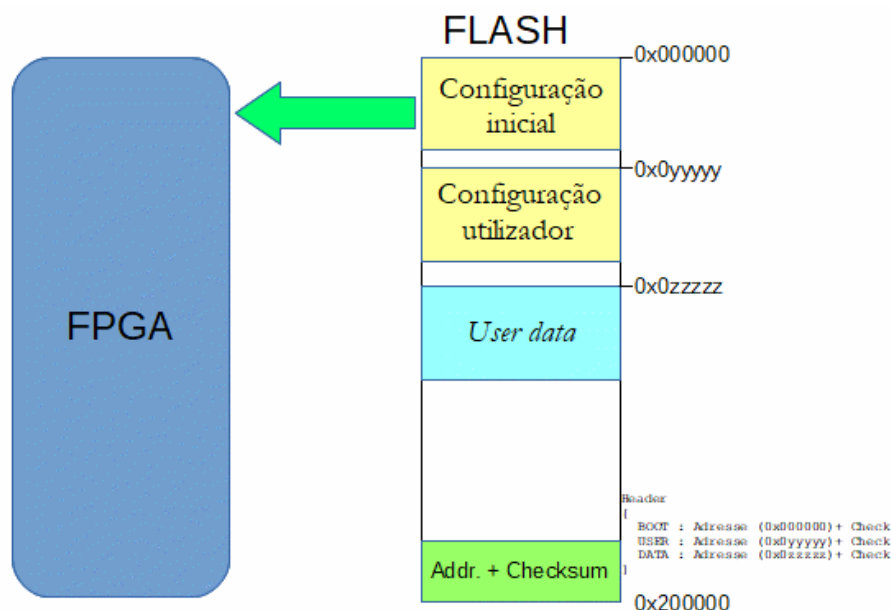 FLASH
0x000000
Configuração
inicial
0x0yyyyy
Configuração
utilizador
0x0zzzzz
FPGA
User data
Header
{
BOOT : Adresse (0x000000)+ Check
USER : Adresse (0x0yyyyy)+ Check
DATA : Adresse (0x0zzzzz)+ Check
}
Addr. + Checksum
0x200000